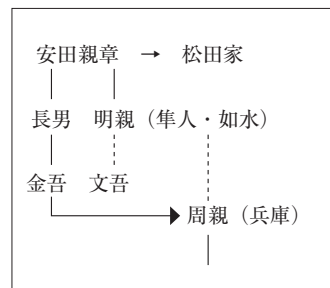 安田親章 → 松田家
長男 明親（隼人・如水）
金吾 文吾
周親（兵庫）